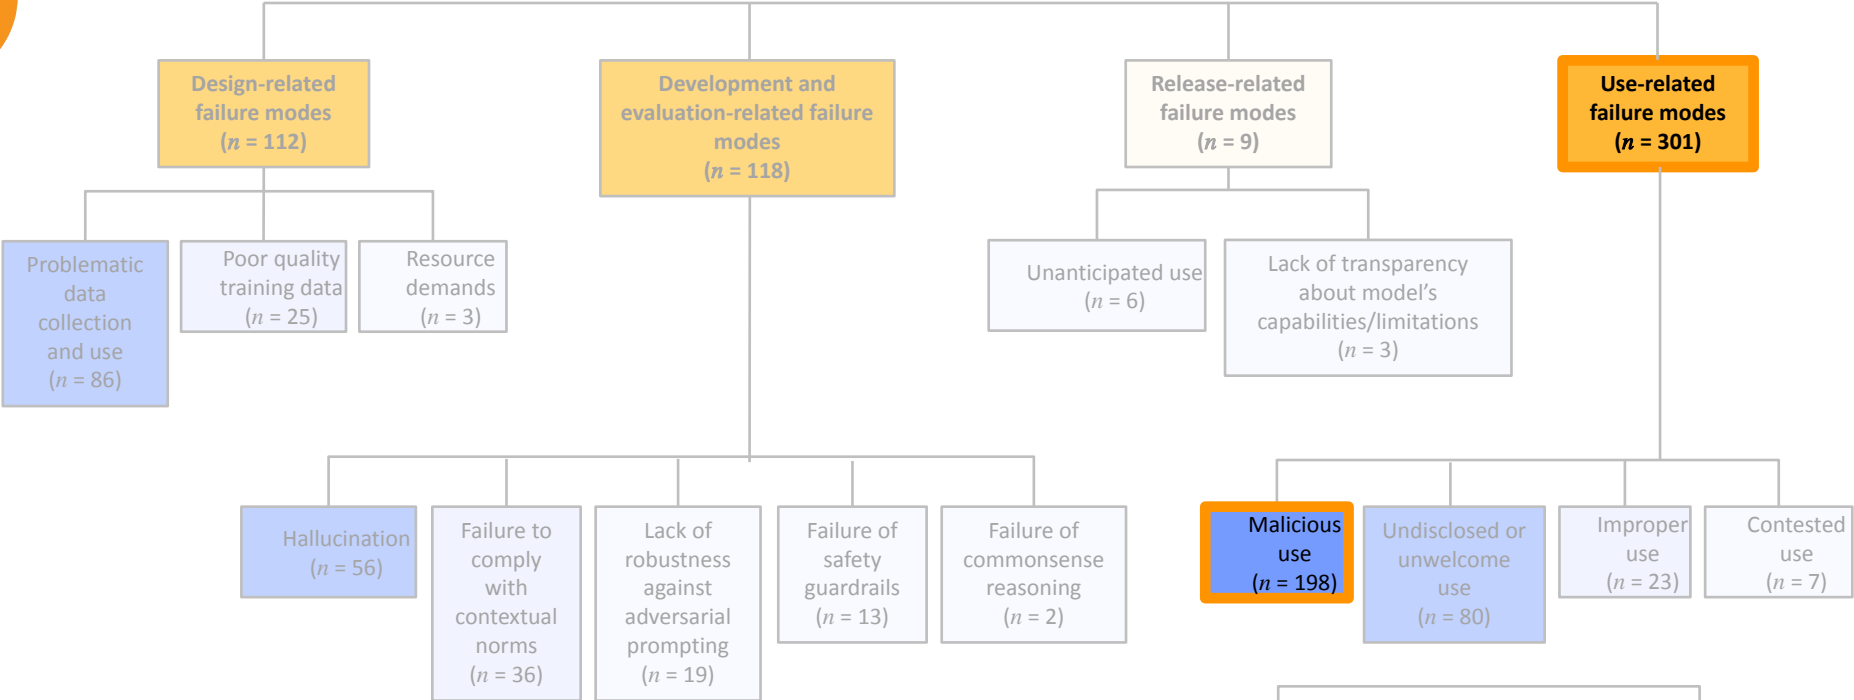 Design-related
failure modes
(n = 112)
Development and
evaluation-related failure
modes
(n = 118)
Release-related
failure modes
(n = 9)
Use-related
failure modes
(n = 301)
Problematic
data
collection
and use
(n = 86)
Poor quality
training data
(n = 25)
Resource
demands
(n = 3)
Unanticipated use
(n = 6)
Lack of transparency
about model's
capabilities/limitations
(n = 3)
Hallucination
(n = 56)
Failure to
comply
with
contextual
norms
(n = 36)
Lack of
robustness
against
adversarial
prompting
(n = 19)
Failure of
safety
guardrails
(n = 13)
Failure of
commonsense
reasoning
(n = 2)
Malicious
use
(n = 198)
Undisclosed or
unwelcome
use
(n = 80)
Improper
use
(n = 23)
Contested
use
(n = 7)